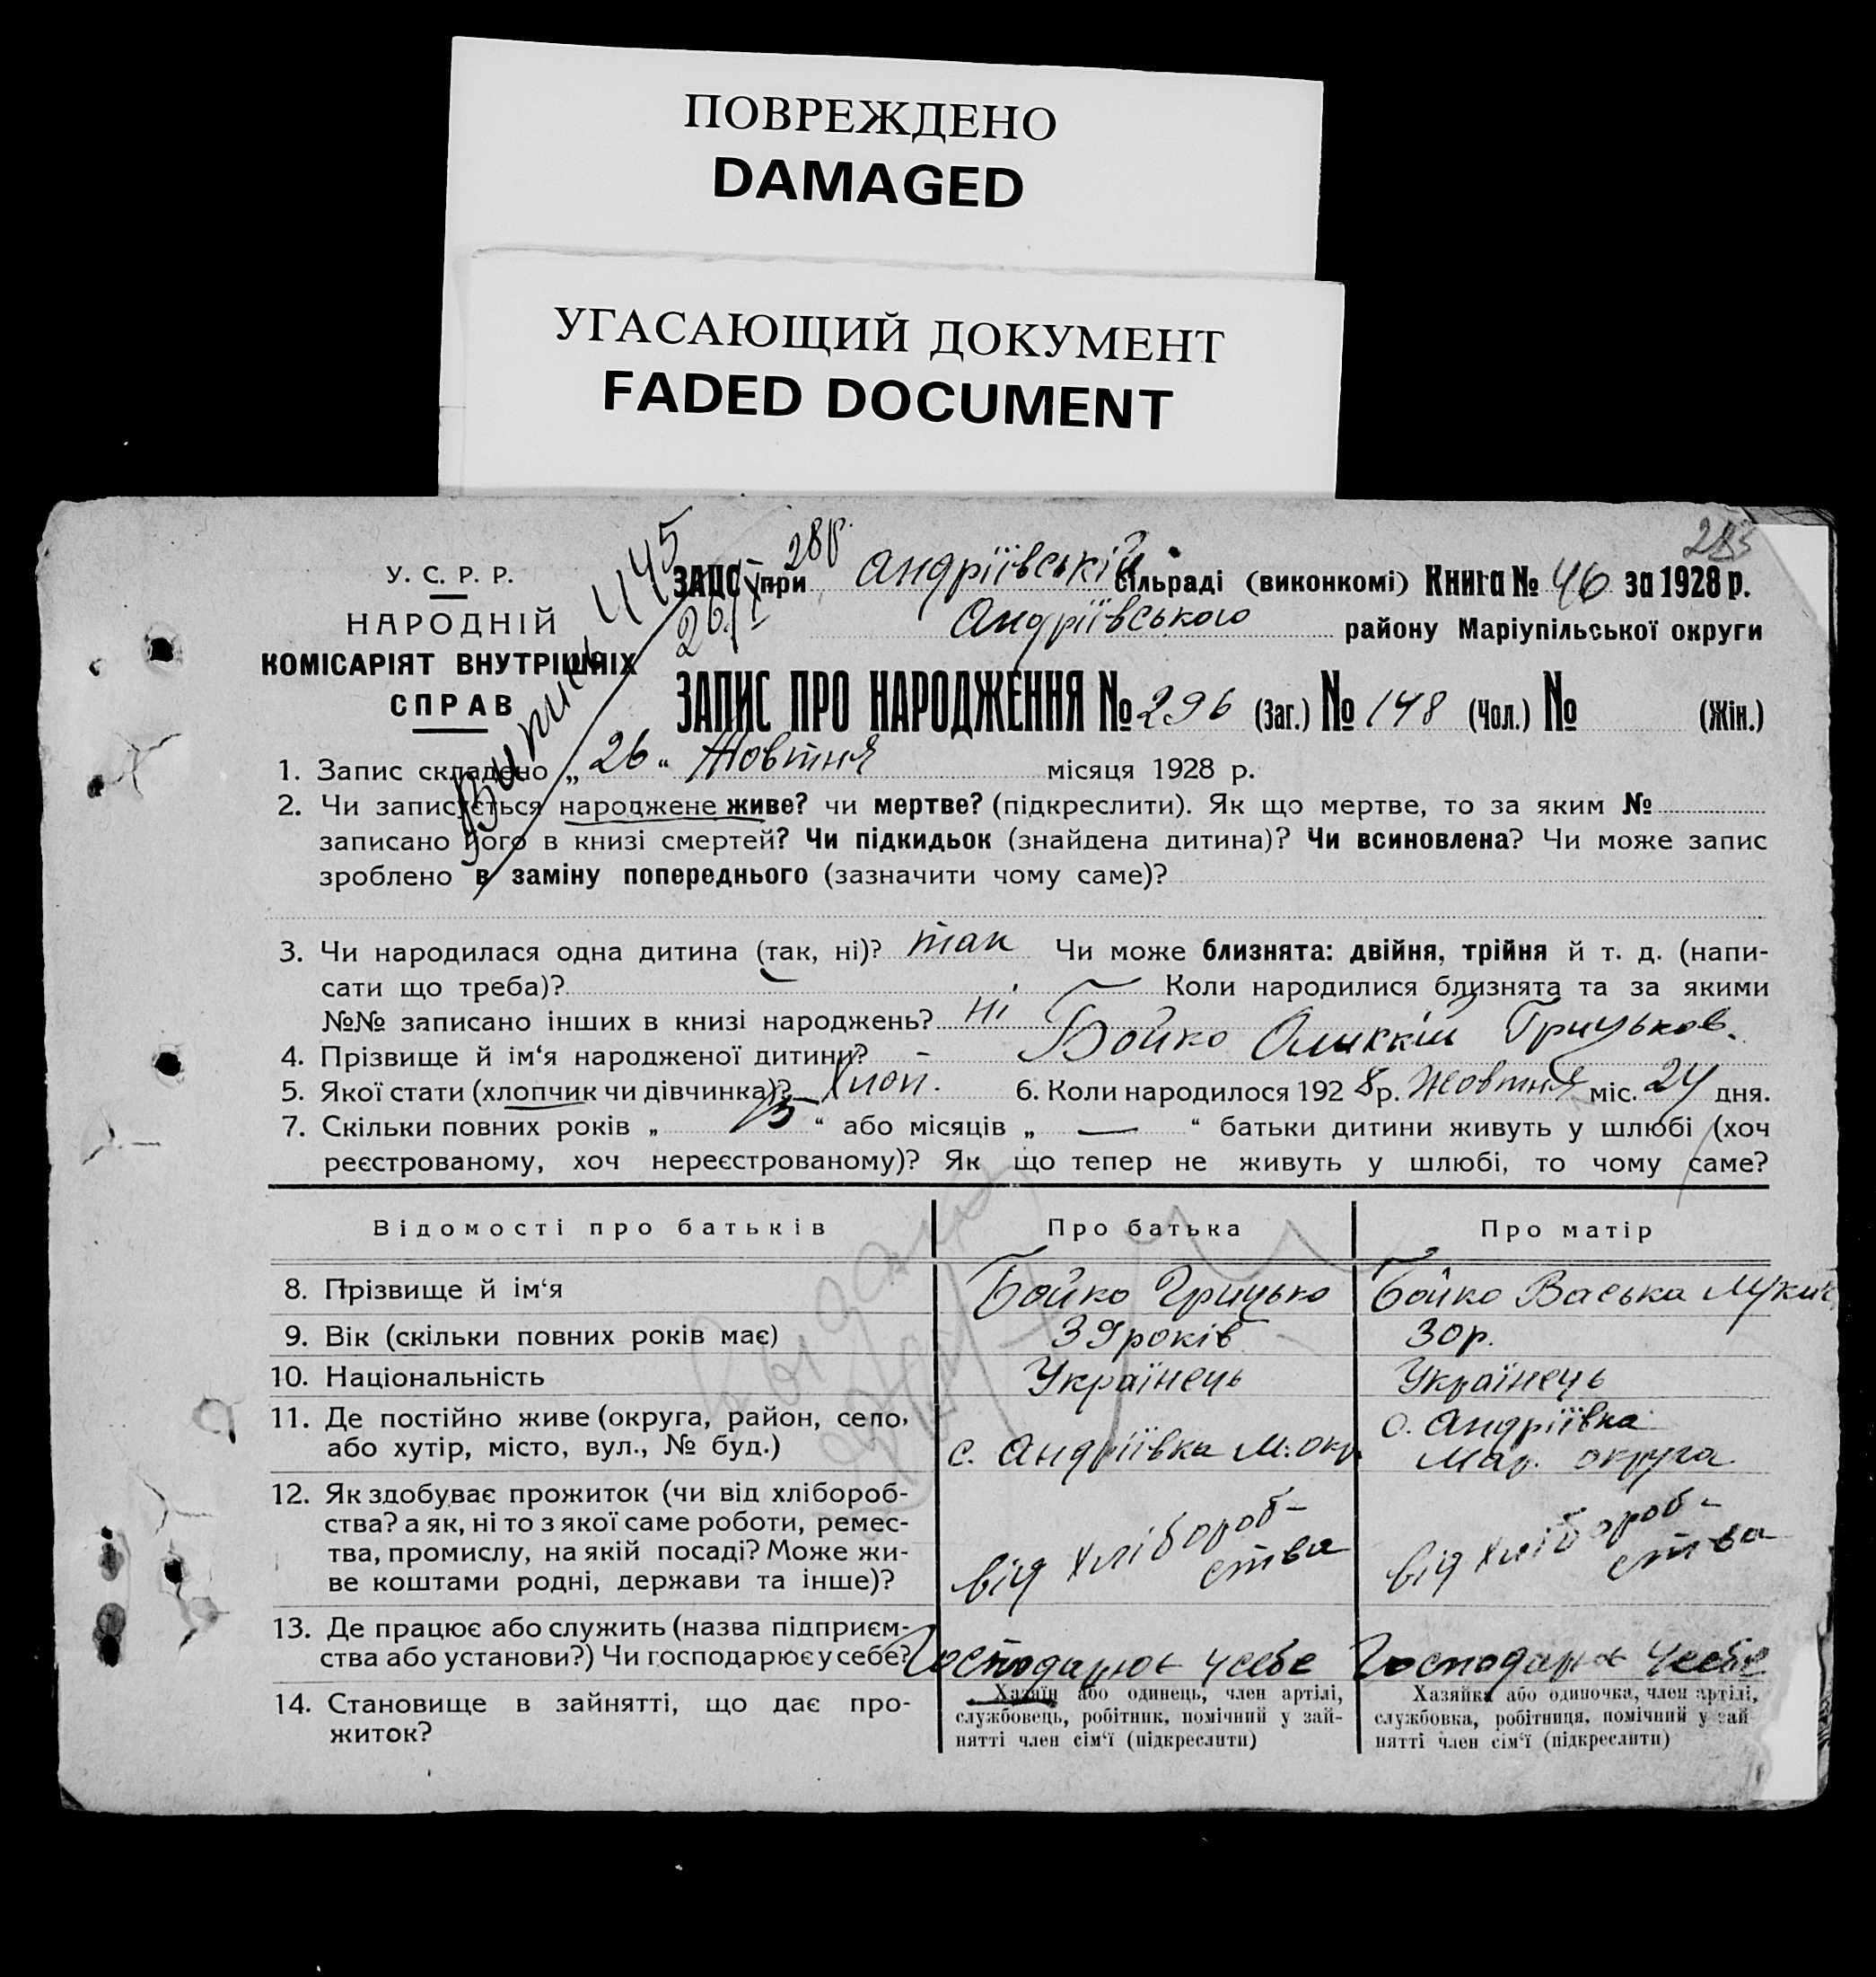 ПОВРЕЖДЕНО
DAMAGED
УГАСАЮЩИЙ ДОКУМЕНТ
FADED DOCUMENT
283
У. С. Р. Р.
НАРОДНІЙ
КОМІСАРІЯТ ВНУТРІШНІХ
СПРАВ
Випись 445
28р.
ЗАПС при Андріївській сільраді (виконкомі) Книга № 46 за 1928 р.
Андріївського району Маріупільської округи
ЗАПИС ПРО НАРОДЖЕННЯ № 296 (Заг.) № 148 (Чол.) № (Жін.)
1. Запис складено „ 26 “ Жовтня місяця 1928 р.
2. Чи записується народжене живе? чи мертве? (підкреслити). Як що мертве, то за яким №
записано його в книзі смертей? Чи підкидьок (знайдена дитина)? Чи всиновлена? Чи може запис
зроблено в заміну попереднього (зазначити чому саме)?
3. Чи народилася одна дитина (так, ні)? так Чи може близнята: двійня, трійня й т. д. (напи-
сати що треба)? Коли народилися близнята та за якими
№№ записано інших в книзі народжень? ні
4. Прізвище й ім‘я народженої дитини? - Бойко Грицьков.
5. Якої стати (хлопчик чи дівчинка)? Хлоп. 6. Коли народилось 1928 р. Жовтня міс. 24 дня.
7. Скільки повних років „ “ або місяців „ — “ батьки дитини живуть у шлюбі (хоч
реєстрованому, хоч нереєстрованому)? Як що тепер не живуть у шлюбі, то чому саме?
Відомості про батьків Про батька Про матір
8. Прізвище й ім‘я Бойко Грицько Бойко Васька
9. Вік (скільки повних років має) 39 років 30 р.
10. Національність Українець Українець
11. Де постійно живе (округа, район, село,
або хутір, місто, вул., № буд.) с. Андріївка М. окр. с. Андріївка
Мар. округа
12. Як здобуває прожиток (чи від хлібороб-
ства? а як, ні то з якої саме роботи, ремес-
тва, промислу, на якій посаді? Може жи-
ве коштами родні, держави та інше)? від хлібороб-
ства від хлібороб-
ства
13. Де працює або служить (назва підприєм-
ства або установи?) Чи господарює у себе? Господарює у себе Господарює у себе
14. Становище в зайнятті, що дає про-
житок?
Хазяїн або одинець, член артілі,
службовець, робітник, помічний у зай-
нятті член сім‘ї (підкреслити)
Хазяйка або одиночка, член артілі,
службовка, робітниця, помічний у зай
нятті член сім‘ї (підкреслити)